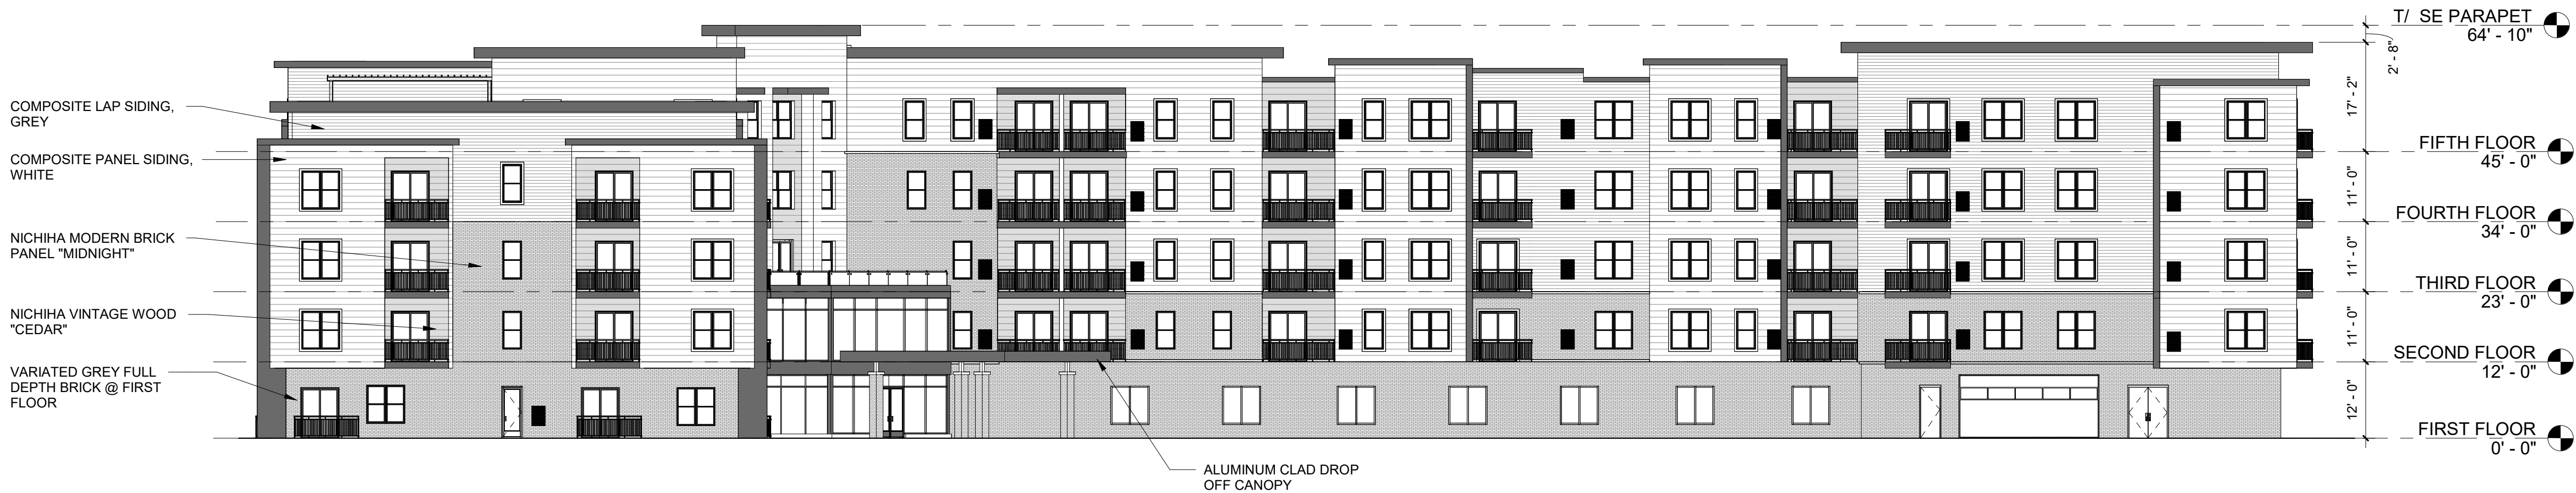 COMPOSITE LAP SIDING,
GREY
COMPOSITE PANEL SIDING,
WHITE
NICHIHA MODERN BRICK
PANEL "MIDNIGHT"
NICHIHA VINTAGE WOOD
"CEDAR"
VARIATED GREY FULL
DEPTH BRICK @ FIRST
FLOOR
ALUMINUM CLAD DROP
OFF CANOPY
T/ SE PARAPET
64' - 10"
2' - 8"
17' - 2"
FIFTH FLOOR
45' - 0"
11' - 0"
FOURTH FLOOR
34' - 0"
11' - 0"
THIRD FLOOR
23' - 0"
11' - 0"
SECOND FLOOR
12' - 0"
12' - 0"
FIRST FLOOR
0' - 0"